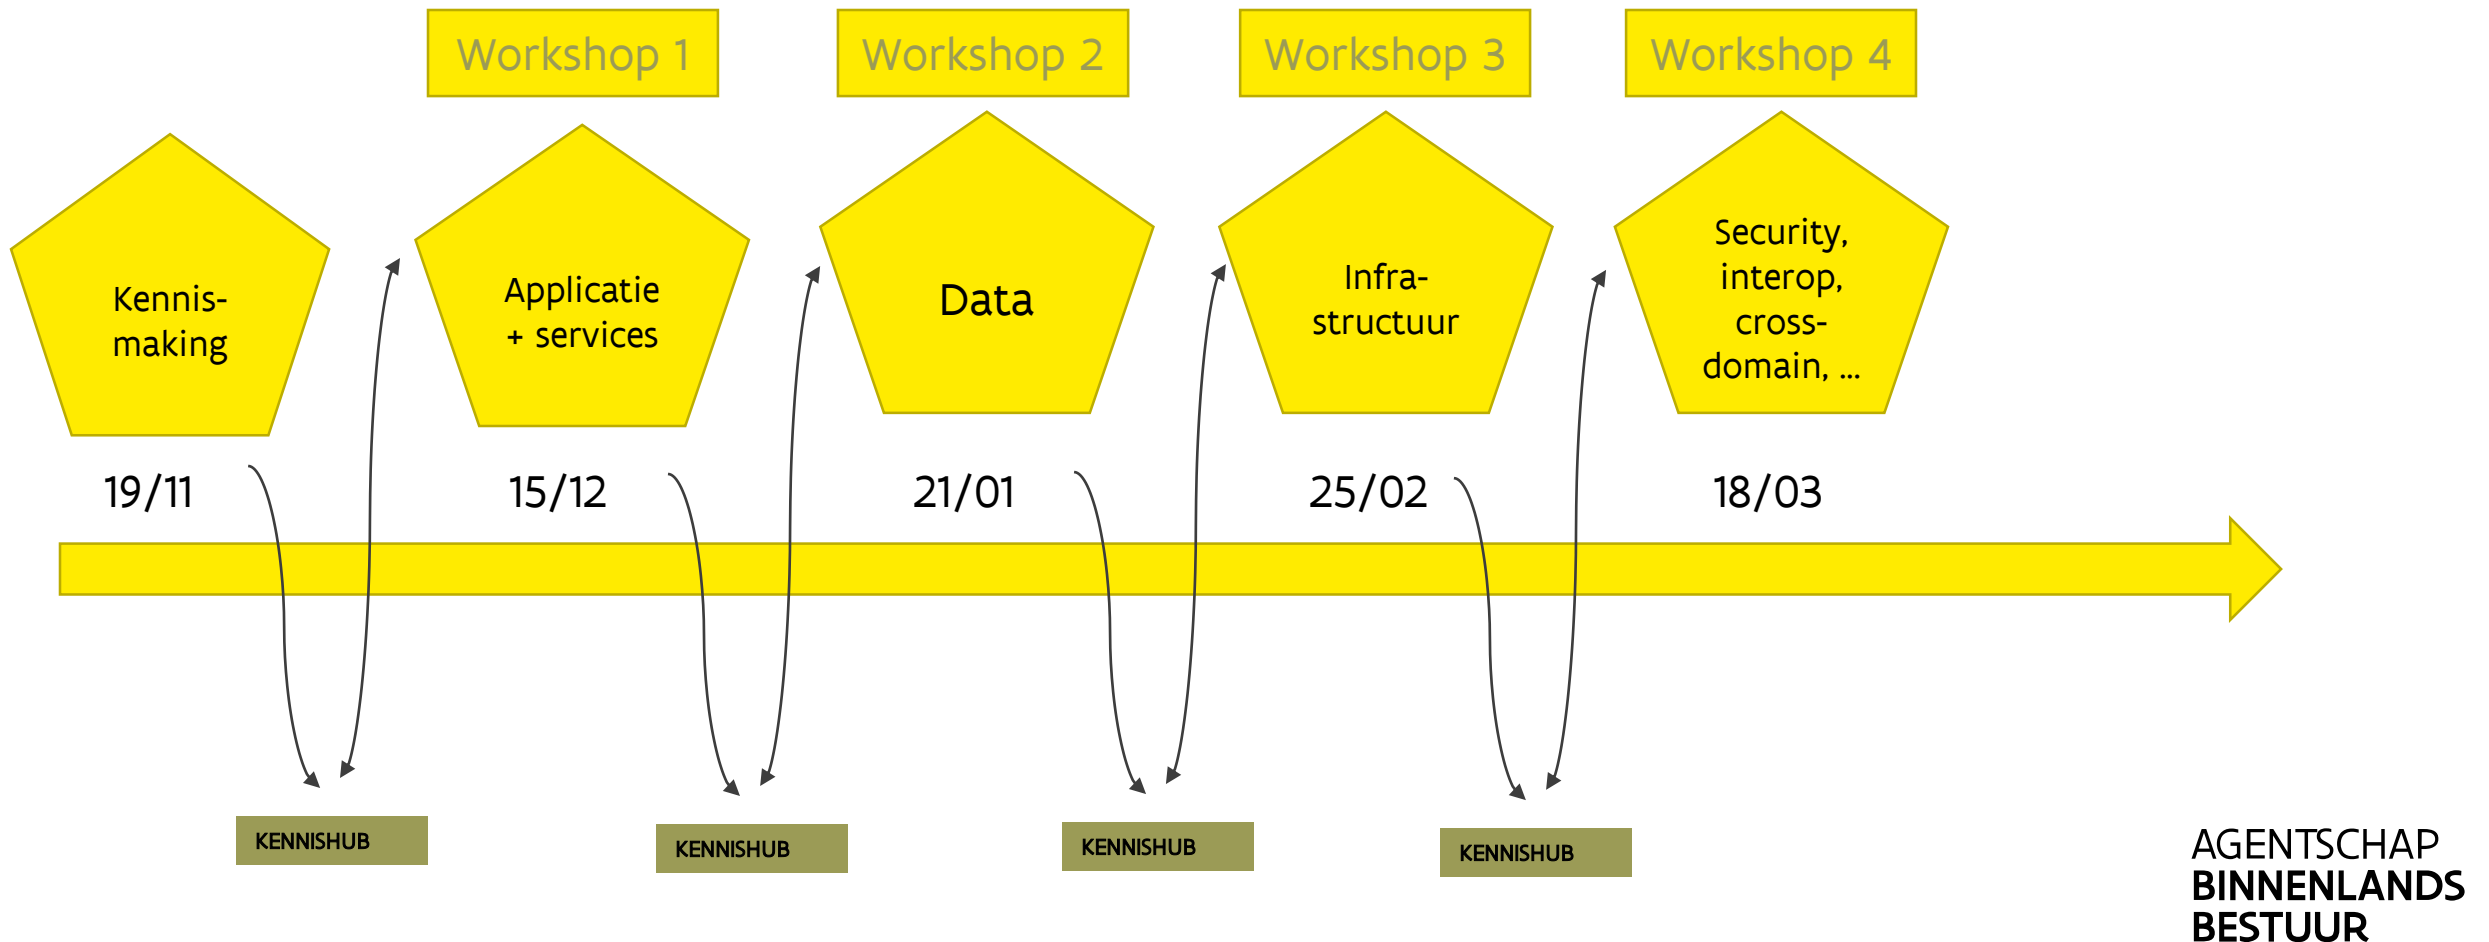 Workshop 1
Workshop 2
Workshop 3
Workshop 4
Kennis-
making
Applicatie
+ services
Data
Infra-
structuur
Security,
interop,
cross-
domain, ...
19/11
15/12
21/01
25/02
18/03
KENNISHUB
KENNISHUB
KENNISHUB
KENNISHUB
AGENTSCHAP
BINNENLANDS
BESTUUR